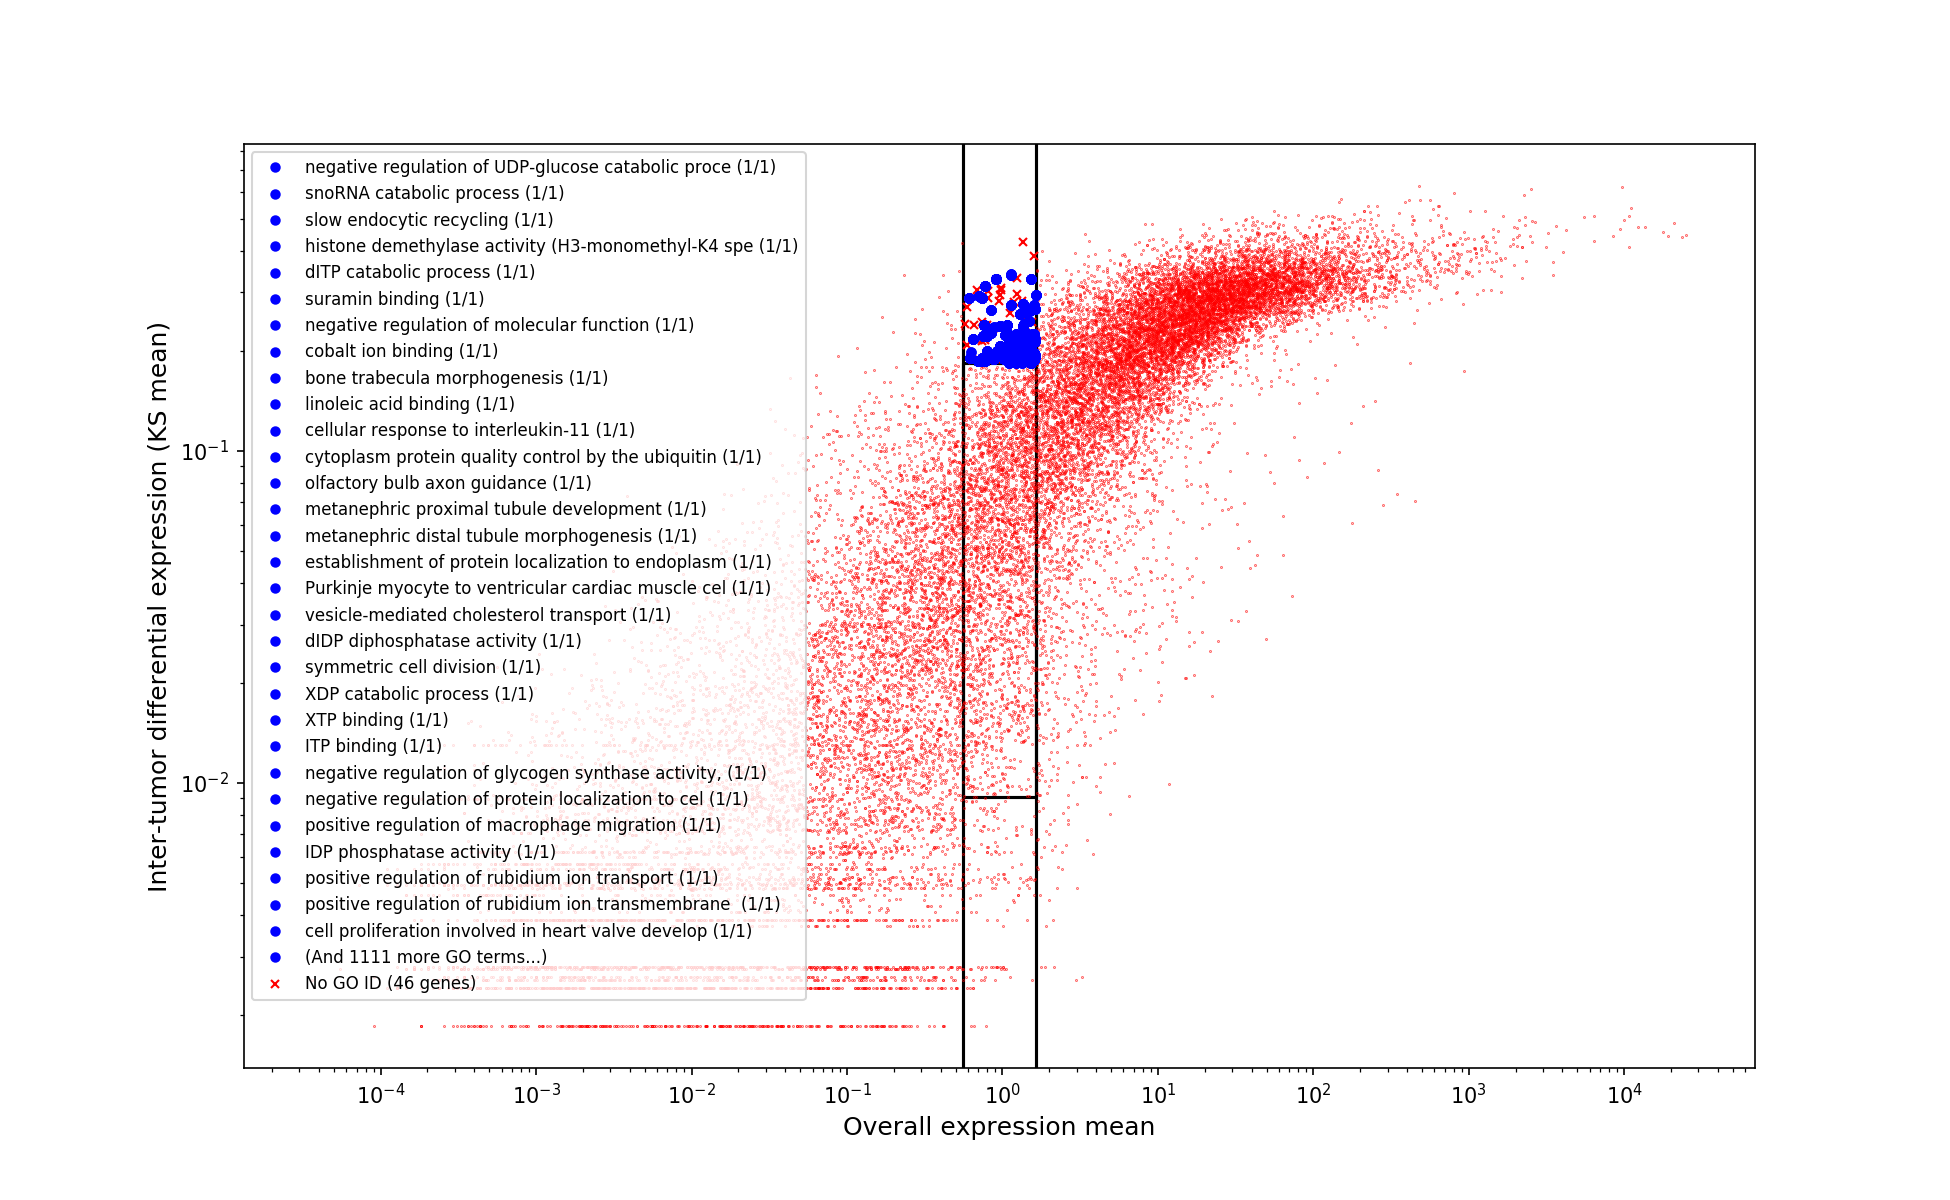 negative regulation of UDP-glucose catabolic proce (1/1)
snoRNA catabolic process (1/1)
slow endocytic recycling (1/1)
histone demethylase activity (H3-monomethyl-K4 spe (1/1)
dITP catabolic process (1/1)
suramin binding (1/1)
negative regulation of molecular function (1/1)
cobalt ion binding (1/1)
bone trabecula morphogenesis (1/1)
linoleic acid binding (1/1)
cellular response to interleukin-11 (1/1)
cytoplasm protein quality control by the ubiquitin (1/1)
olfactory bulb axon guidance (1/1)
metanephric proximal tubule development (1/1)
metanephric distal tubule morphogenesis (1/1)
establishment of protein localization to endoplasm (1/1)
Purkinje myocyte to ventricular cardiac muscle cel (1/1)
vesicle-mediated cholesterol transport (1/1)
dIDP diphosphatase activity (1/1)
symmetric cell division (1/1)
XDP catabolic process (1/1)
XTP binding (1/1)
ITP binding (1/1)
negative regulation of glycogen synthase activity, (1/1)
negative regulation of protein localization to cel (1/1)
positive regulation of macrophage migration (1/1)
IDP phosphatase activity (1/1)
positive regulation of rubidium ion transport (1/1)
positive regulation of rubidium ion transmembrane  (1/1)
cell proliferation involved in heart valve develop (1/1)
(And 1111 more GO terms...)
No GO ID (46 genes)
Inter-tumor differential expression (KS mean)
10⁻¹
10⁻²
10⁻⁴ 10⁻³ 10⁻² 10⁻¹ 10⁰ 10¹ 10² 10³ 10⁴
Overall expression mean